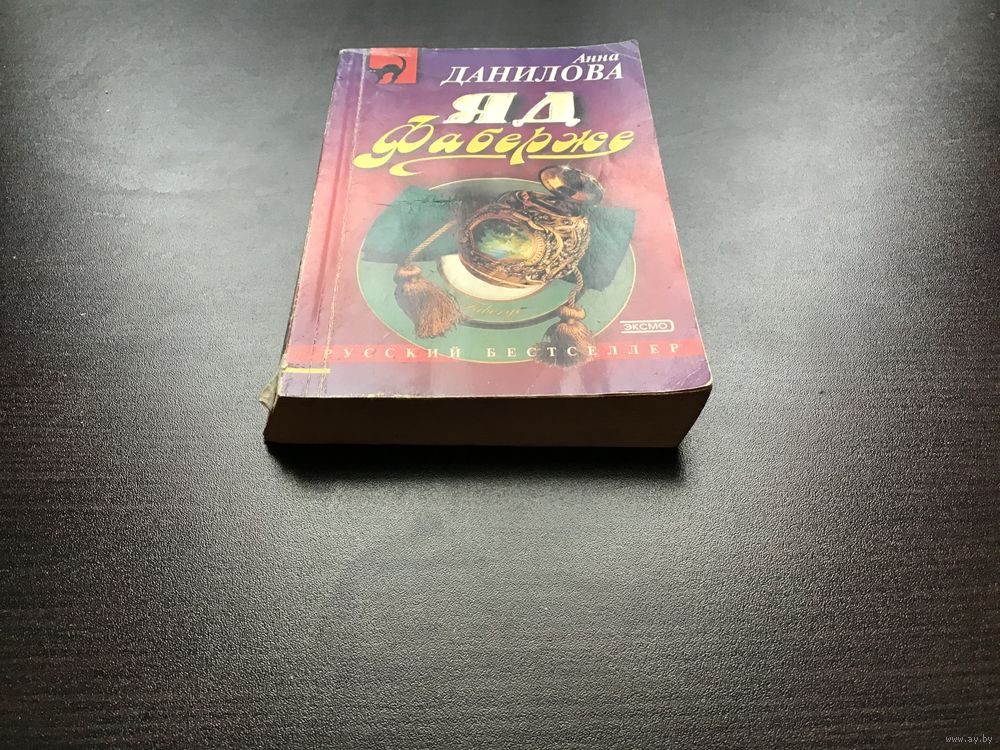 Анна
ДАНИЛОВА
ЯД
Фаберже
ЭКСМО
РУССКИЙ БЕСТСЕЛЛЕР
www.ay.by